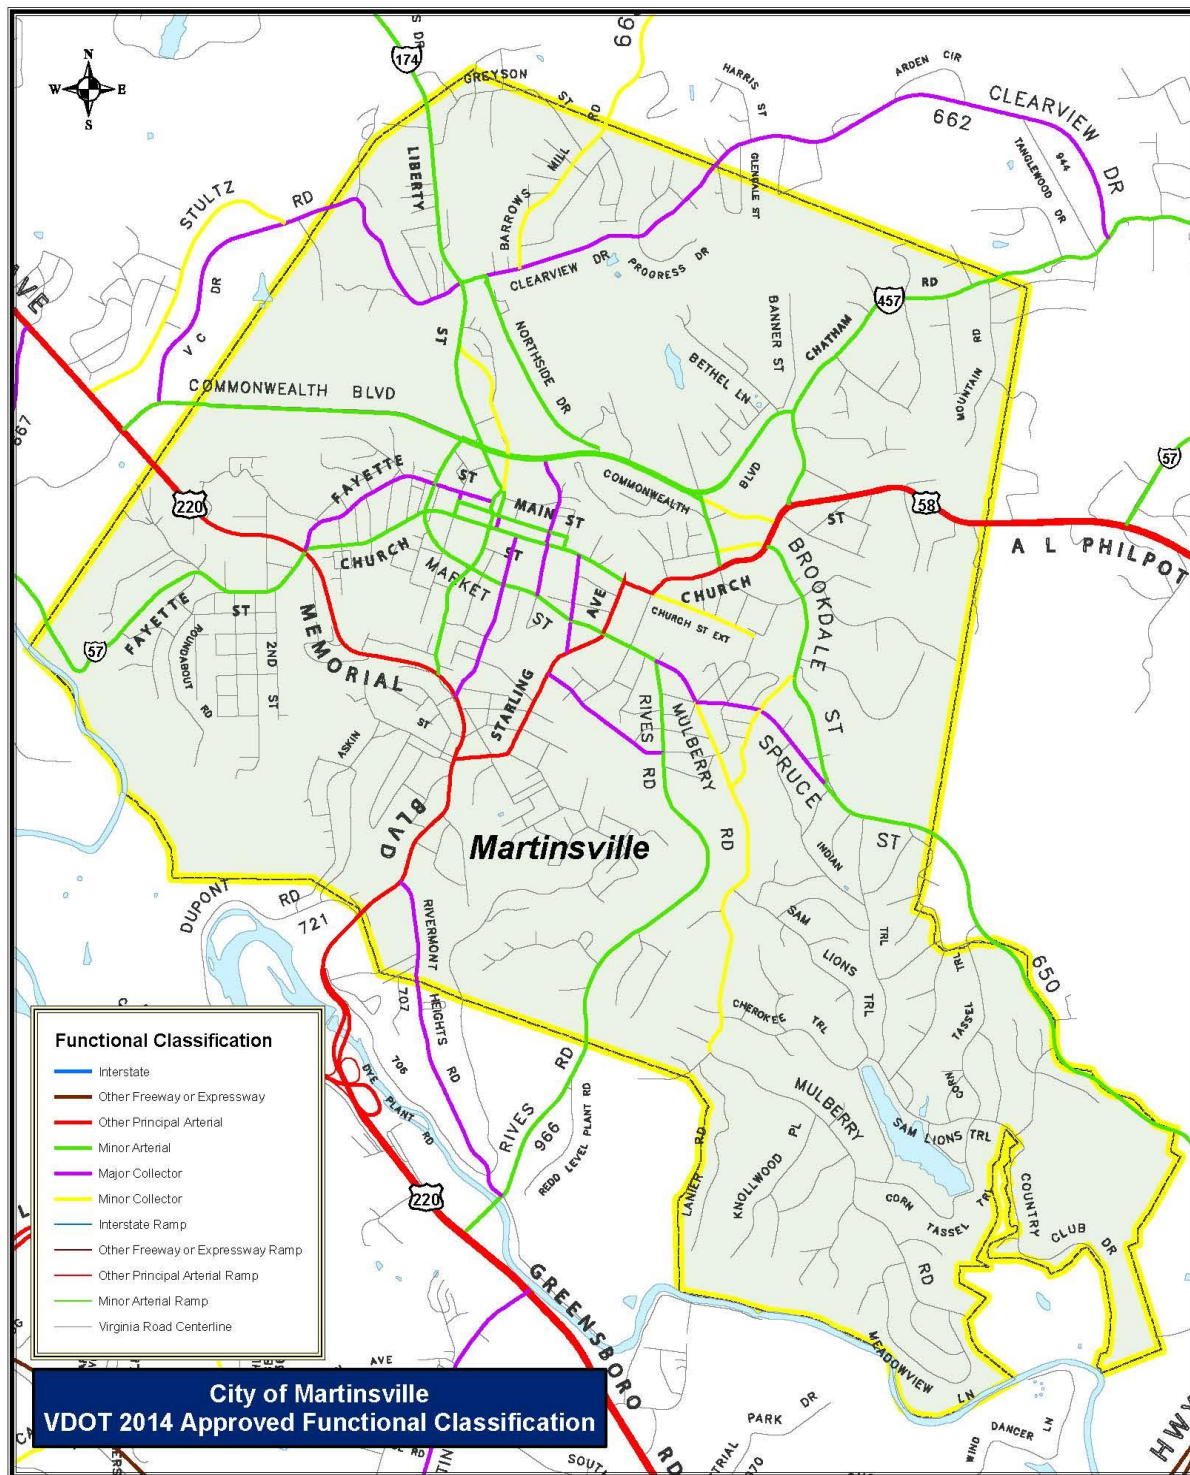 N
W E
S
174
GREYSON
ST
RD
HARRIS ST
ARDEN CIR
CLEARVIEW DR
662
GLENDALE ST
TANGLEWOOD DR
944
STULTZ RD
LIBERTY
ST
BARROWS MILL
CLEARVIEW DR
PROGRESS DR
V C DR
457
RD
CHATHAM
BANNER ST
BETHEL LN
MOUNTAIN RD
NORTHSIDE DR
COMMONWEALTH BLVD
667
220
FAYETTE ST
MAIN ST
COMMONWEALTH BLVD
57
58
ST
A L PHILPOT
CHURCH ST
MARKET ST
CHURCH
BROOKDALE ST
CHURCH ST EXT
AVE
57
FAYETTE ST
ROUNDABOUT RD
2ND ST
MEMORIAL
BLVD
STARLING
ASKIN ST
RIVES RD
MULBERRY
RD
SPRUCE
ST
Martinsville
INDIAN
TRL
DUPONT RD
721
SAM
LIONS
TRL
TRL
TASSEL
CORN
650
RIVERMONT
HEIGHTS
RD
707
706
DYE PLANT RD
CHEROKEE TRL
MULBERRY
RD
SAM LIONS TRL
RIVES RD
966
REDD LEVEL PLANT RD
LANIER RD
KNOLLWOOD PL
CORN TASSEL TRL
COUNTRY CLUB DR
220
GREENSBORO
RD
MEADOWVIEW LN
WIND DANCER LN
PARK DR
AVE
HWY
Functional Classification
Interstate
Other Freeway or Expressway
Other Principal Arterial
Minor Arterial
Major Collector
Minor Collector
Interstate Ramp
Other Freeway or Expressway Ramp
Other Principal Arterial Ramp
Minor Arterial Ramp
Virginia Road Centerline
City of Martinsville
VDOT 2014 Approved Functional Classification